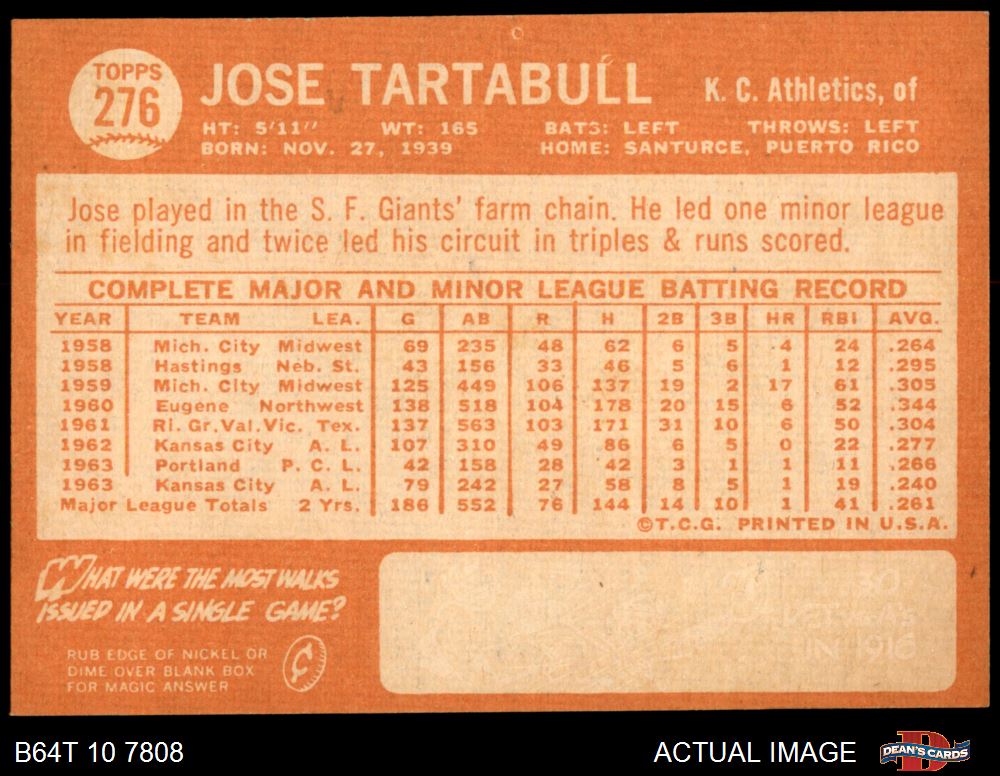 TOPPS
276
JOSE TARTABULL
K. C. Athletics, of
HT: 5'11" WT: 165 BATS: LEFT THROWS: LEFT
BORN: NOV. 27, 1939 HOME: SANTURCE, PUERTO RICO
Jose played in the S. F. Giants' farm chain. He led one minor league
in fielding and twice led his circuit in triples & runs scored.
COMPLETE MAJOR AND MINOR LEAGUE BATTING RECORD
YEAR TEAM LEA. G AB R H 2B 3B HR RBI AVG.
1958 Mich. City Midwest 69 235 48 62 6 5 4 24 .264
1958 Hastings Neb. St. 43 156 33 46 5 6 1 12 .295
1959 Mich. City Midwest 125 449 106 137 19 2 17 61 .305
1960 Eugene Northwest 138 518 104 178 20 15 6 52 .344
1961 Ri. Gr. Val. Vic. Tex. 137 563 103 171 31 10 6 50 .304
1962 Kansas City A. L. 107 310 49 86 6 5 0 22 .277
1963 Portland P. C. L. 42 158 28 42 3 1 1 11 .266
1963 Kansas City A. L. 79 242 27 58 8 5 1 19 .240
Major League Totals 2 Yrs. 186 552 76 144 14 10 1 41 .261
©T.C.G. PRINTED IN U.S.A.
WHAT WERE THE MOST WALKS
ISSUED IN A SINGLE GAME?
RUB EDGE OF NICKEL OR
DIME OVER BLANK BOX
FOR MAGIC ANSWER
IN 1916
B64T 10 7808
ACTUAL IMAGE
DEAN'S CARDS